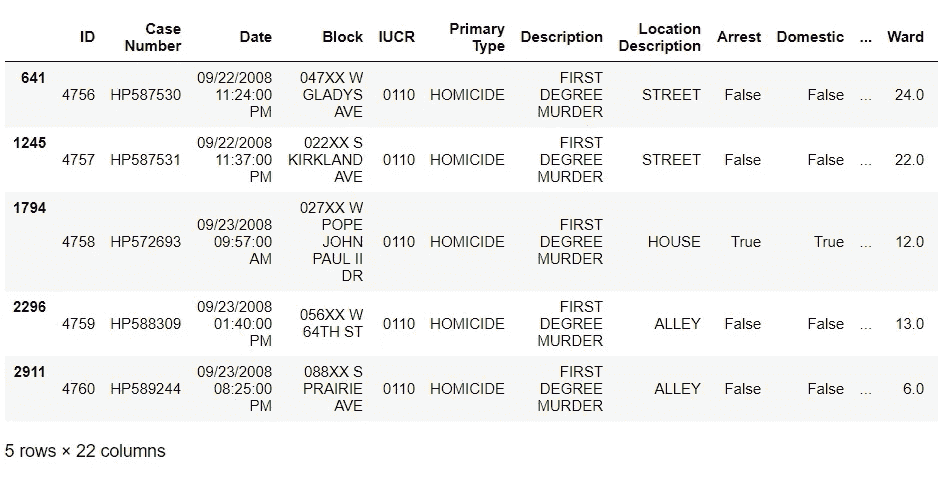 ID Case Number Date Block IUCR Primary Type Description Location Description Arrest Domestic ... Ward
641 4756 HP587530 09/22/2008 11:24:00 PM 047XX W GLADYS AVE 0110 HOMICIDE FIRST DEGREE MURDER STREET False False ... 24.0
1245 4757 HP587531 09/22/2008 11:37:00 PM 022XX S KIRKLAND AVE 0110 HOMICIDE FIRST DEGREE MURDER STREET False False ... 22.0
1794 4758 HP572693 09/23/2008 09:57:00 AM 027XX W POPE JOHN PAUL II DR 0110 HOMICIDE FIRST DEGREE MURDER HOUSE True True ... 12.0
2296 4759 HP588309 09/23/2008 01:40:00 PM 056XX W 64TH ST 0110 HOMICIDE FIRST DEGREE MURDER ALLEY False False ... 13.0
2911 4760 HP589244 09/23/2008 08:25:00 PM 088XX S PRAIRIE AVE 0110 HOMICIDE FIRST DEGREE MURDER ALLEY False False ... 6.0
5 rows × 22 columns